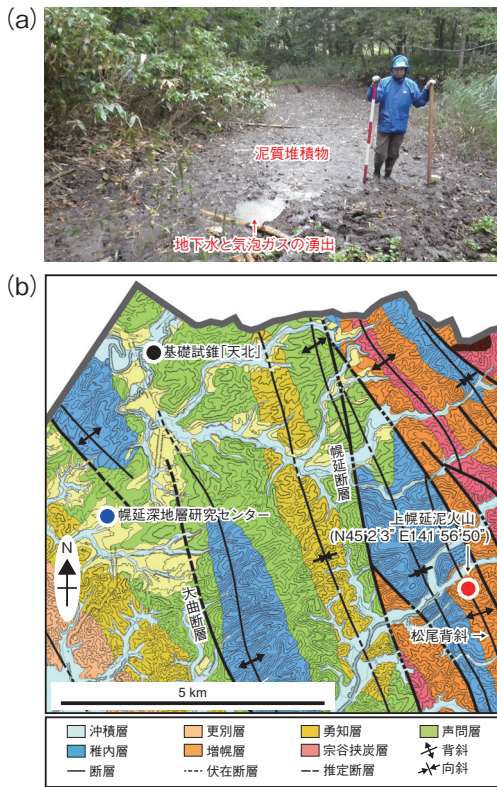 (a)
泥質堆積物
地下水と気泡ガスの湧出
(b)
基礎試錐「天北」
幌延断層
上幌延泥火山
(N45˚2′3″ E141˚56′50″)
幌延深地層研究センター
N
大曲断層
松尾背斜
5 km
沖積層
更別層
勇知層
声問層
稚内層
増幌層
宗谷挟炭層
背斜
断層
伏在断層
推定断層
向斜